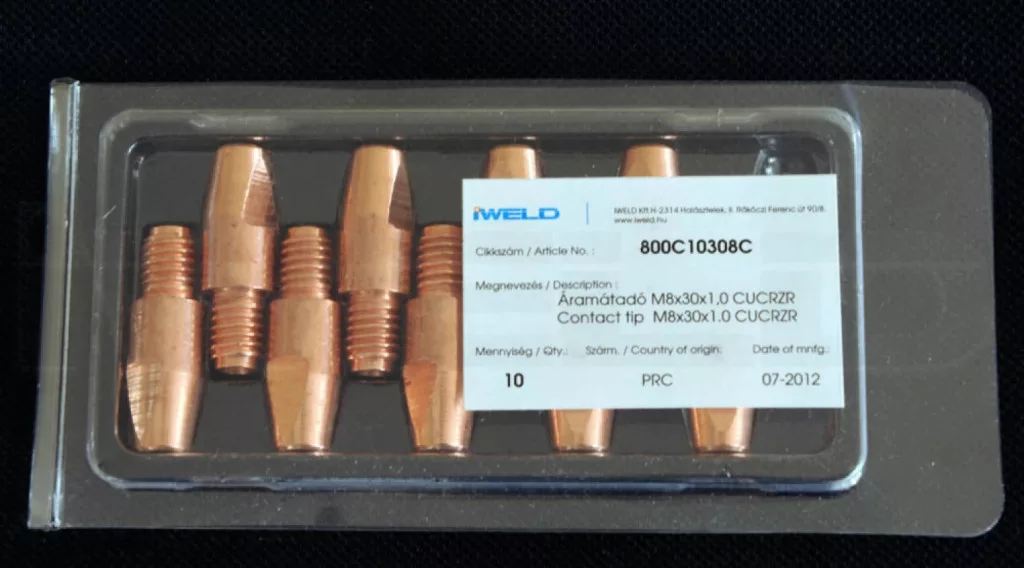 iWELD
IWELD Kft.H-2314 Halásztelek, II. Rákóczi Ferenc út 90/B.
www.iweld.hu
Cikkszám / Article No. : 800C10308C
Megnevezés / Description :
Áramátadó M8x30x1,0 CUCRZR
Contact tip M8x30x1.0 CUCRZR
Mennyiség / Qty.: Szárm. / Country of origin: Date of mnfg.:
10 PRC 07-2012